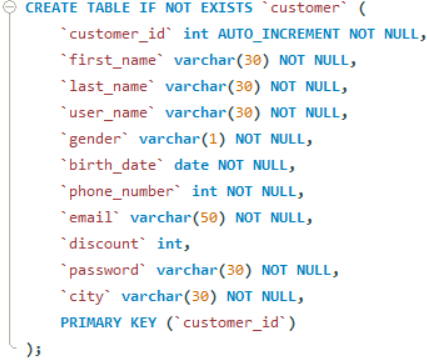 CREATE TABLE IF NOT EXISTS `customer` (
`customer_id` int AUTO_INCREMENT NOT NULL,
`first_name` varchar(30) NOT NULL,
`last_name` varchar(30) NOT NULL,
`user_name` varchar(30) NOT NULL,
`gender` varchar(1) NOT NULL,
`birth_date` date NOT NULL,
`phone_number` int NOT NULL,
`email` varchar(50) NOT NULL,
`discount` int,
`password` varchar(30) NOT NULL,
`city` varchar(30) NOT NULL,
PRIMARY KEY (`customer_id`)
);